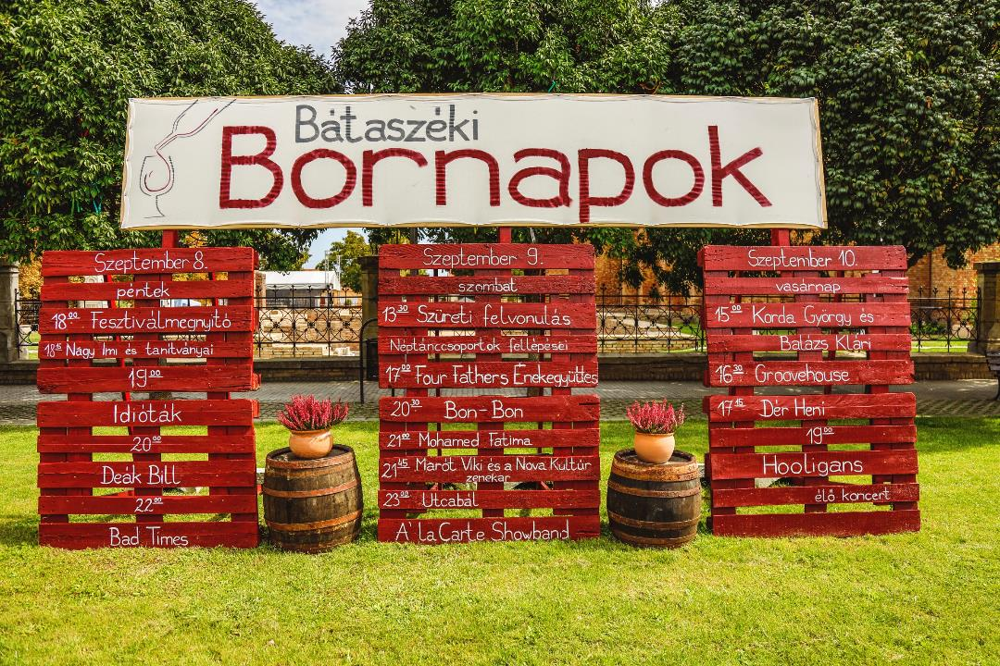 Bátaszéki
Bornapok
Szeptember 8.
péntek
18⁰⁰ Fesztiválmegnyitó
18⁴⁵ Nagy Imi és tanítványai
19⁰⁰
Idióták
20⁰⁰
Deák Bill
22⁰⁰
Bad Times
Szeptember 9.
szombat
13³⁰ Szüreti felvonulás
Néptánccsoportok fellépései
17⁰⁰ Four Fathers Énekegyüttes
20³⁰ Bon-Bon
21⁰⁰ Mohamed Fatima
21⁴⁵ Marót Viki és a Nova Kultúr
zenekar
23⁰⁰ Utcabál
A' la Carte Showband
Szeptember 10.
vasárnap
15⁰⁰ Korda György és
Balázs Klári
16³⁰ Groovehouse
17⁴⁵ Dér Heni
19⁰⁰
Hooligans
élő koncert